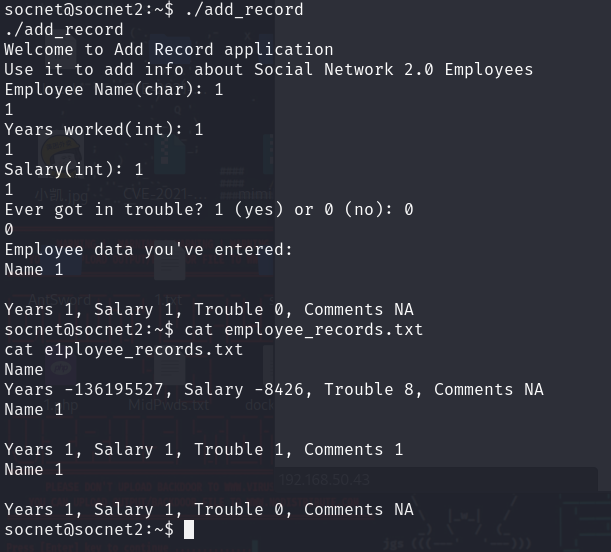 socnet@socnet2:~$ ./add_record
./add_record
Welcome to Add Record application
Use it to add info about Social Network 2.0 Employees
Employee Name(char): 1
1
Years worked(int): 1
1
Salary(int): 1
1
Ever got in trouble? 1 (yes) or 0 (no): 0
0
Employee data you've entered:
Name 1
Years 1, Salary 1, Trouble 0, Comments NA
socnet@socnet2:~$ cat employee_records.txt
cat e1ployee_records.txt
Name
Years -136195527, Salary -8426, Trouble 8, Comments NA
Name 1
Years 1, Salary 1, Trouble 1, Comments 1
Name 1
192.168.50.43
Years 1, Salary 1, Trouble 0, Comments NA
socnet@socnet2:~$